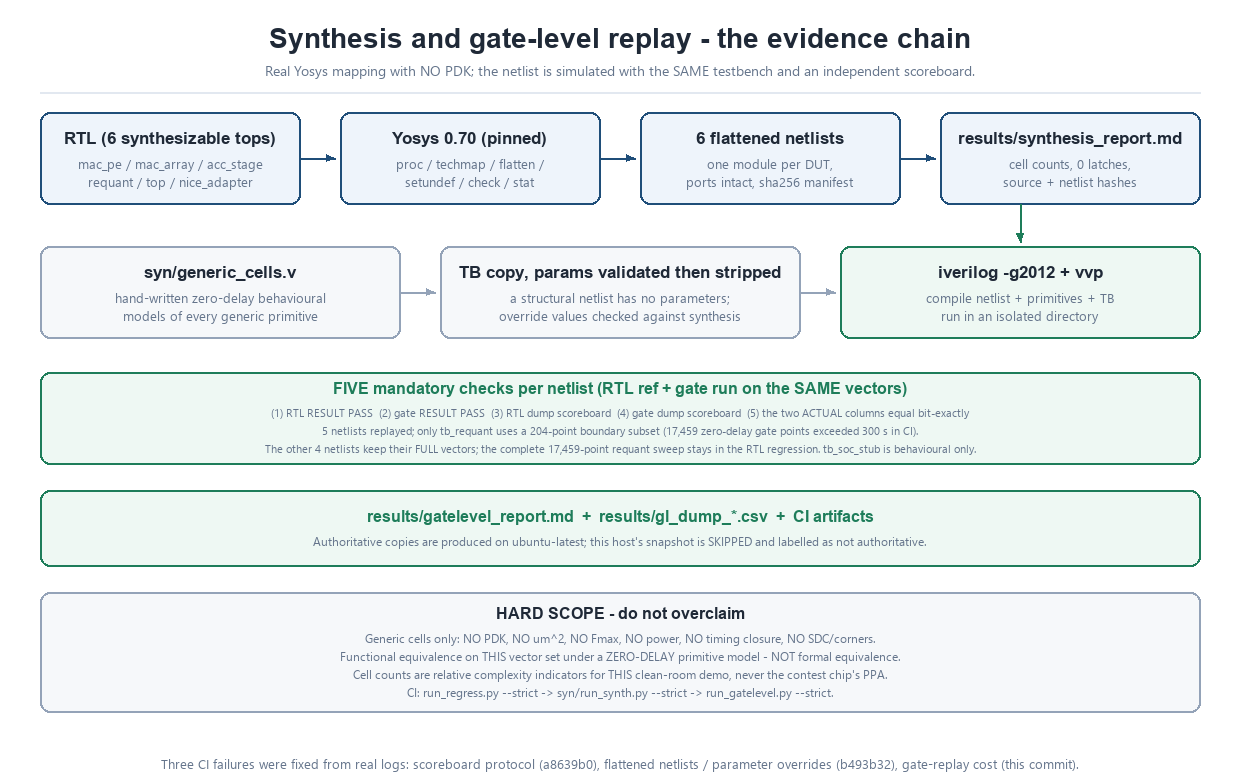 Synthesis and gate-level replay - the evidence chain
Real Yosys mapping with NO PDK; the netlist is simulated with the SAME testbench and an independent scoreboard.
RTL (6 synthesizable tops)
mac_pe / mac_array / acc_stage
requant / top / nice_adapter
Yosys 0.70 (pinned)
proc / techmap / flatten /
setundef / check / stat
6 flattened netlists
one module per DUT,
ports intact, sha256 manifest
results/synthesis_report.md
cell counts, 0 latches,
source + netlist hashes
syn/generic_cells.v
hand-written zero-delay behavioural
models of every generic primitive
TB copy, params validated then stripped
a structural netlist has no parameters;
override values checked against synthesis
iverilog -g2012 + vvp
compile netlist + primitives + TB
run in an isolated directory
FIVE mandatory checks per netlist (RTL ref + gate run on the SAME vectors)
(1) RTL RESULT PASS (2) gate RESULT PASS (3) RTL dump scoreboard (4) gate dump scoreboard (5) the two ACTUAL columns equal bit-exactly
5 netlists replayed; only tb_requant uses a 204-point boundary subset (17,459 zero-delay gate points exceeded 300 s in CI).
The other 4 netlists keep their FULL vectors; the complete 17,459-point requant sweep stays in the RTL regression. tb_soc_stub is behavioural only.
results/gatelevel_report.md + results/gl_dump_*.csv + CI artifacts
Authoritative copies are produced on ubuntu-latest; this host's snapshot is SKIPPED and labelled as not authoritative.
HARD SCOPE - do not overclaim
Generic cells only: NO PDK, NO um^2, NO Fmax, NO power, NO timing closure, NO SDC/corners.
Functional equivalence on THIS vector set under a ZERO-DELAY primitive model - NOT formal equivalence.
Cell counts are relative complexity indicators for THIS clean-room demo, never the contest chip's PPA.
CI: run_regress.py --strict -> syn/run_synth.py --strict -> run_gatelevel.py --strict.
Three CI failures were fixed from real logs: scoreboard protocol (a8639b0), flattened netlists / parameter overrides (b493b32), gate-replay cost (this commit).